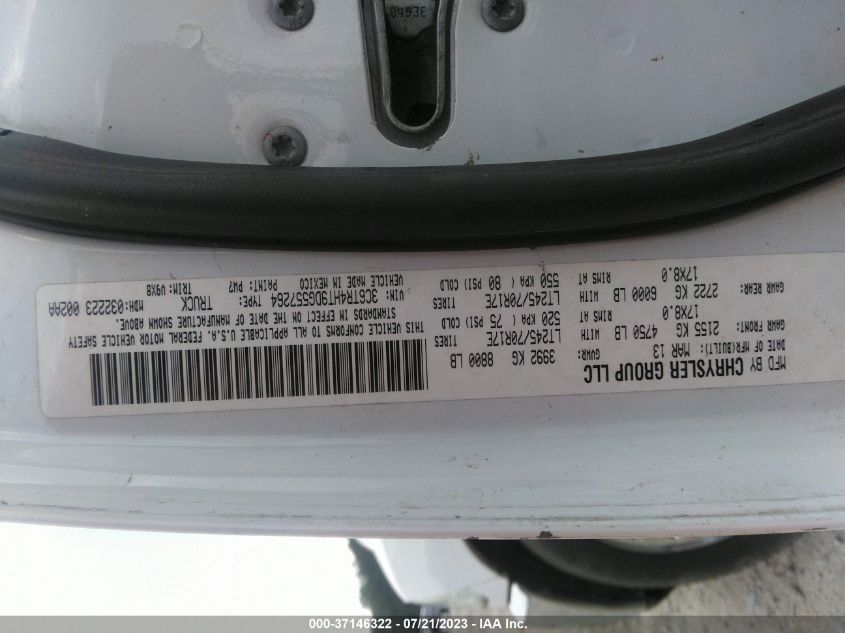 0493E
MFD BY CHRYSLER GROUP LLC
DATE OF MFR(BUILT): MAR 13 GVWR: 3992 KG 8800 LB
GAWR FRONT: 2155 KG 4750 LB WITH TIRES LT245/70R17E
17X8.0 RIMS AT 520 KPA ( 75 PSI) COLD
GAWR REAR: 2722 KG 6000 LB WITH TIRES LT245/70R17E
17X8.0 RIMS AT 550 KPA ( 80 PSI) COLD
THIS VEHICLE CONFORMS TO ALL APPLICABLE U.S.A. FEDERAL MOTOR VEHICLE SAFETY
STANDARDS IN EFFECT ON THE DATE OF MANUFACTURE SHOWN ABOVE.
VIN: 3C6TR4HT9DG557264 TYPE: TRUCK MDH:032223 002AA
VEHICLE MADE IN MEXICO PAINT: PW7 TRIM: V9X8
000-37146322 - 07/21/2023 - IAA Inc.